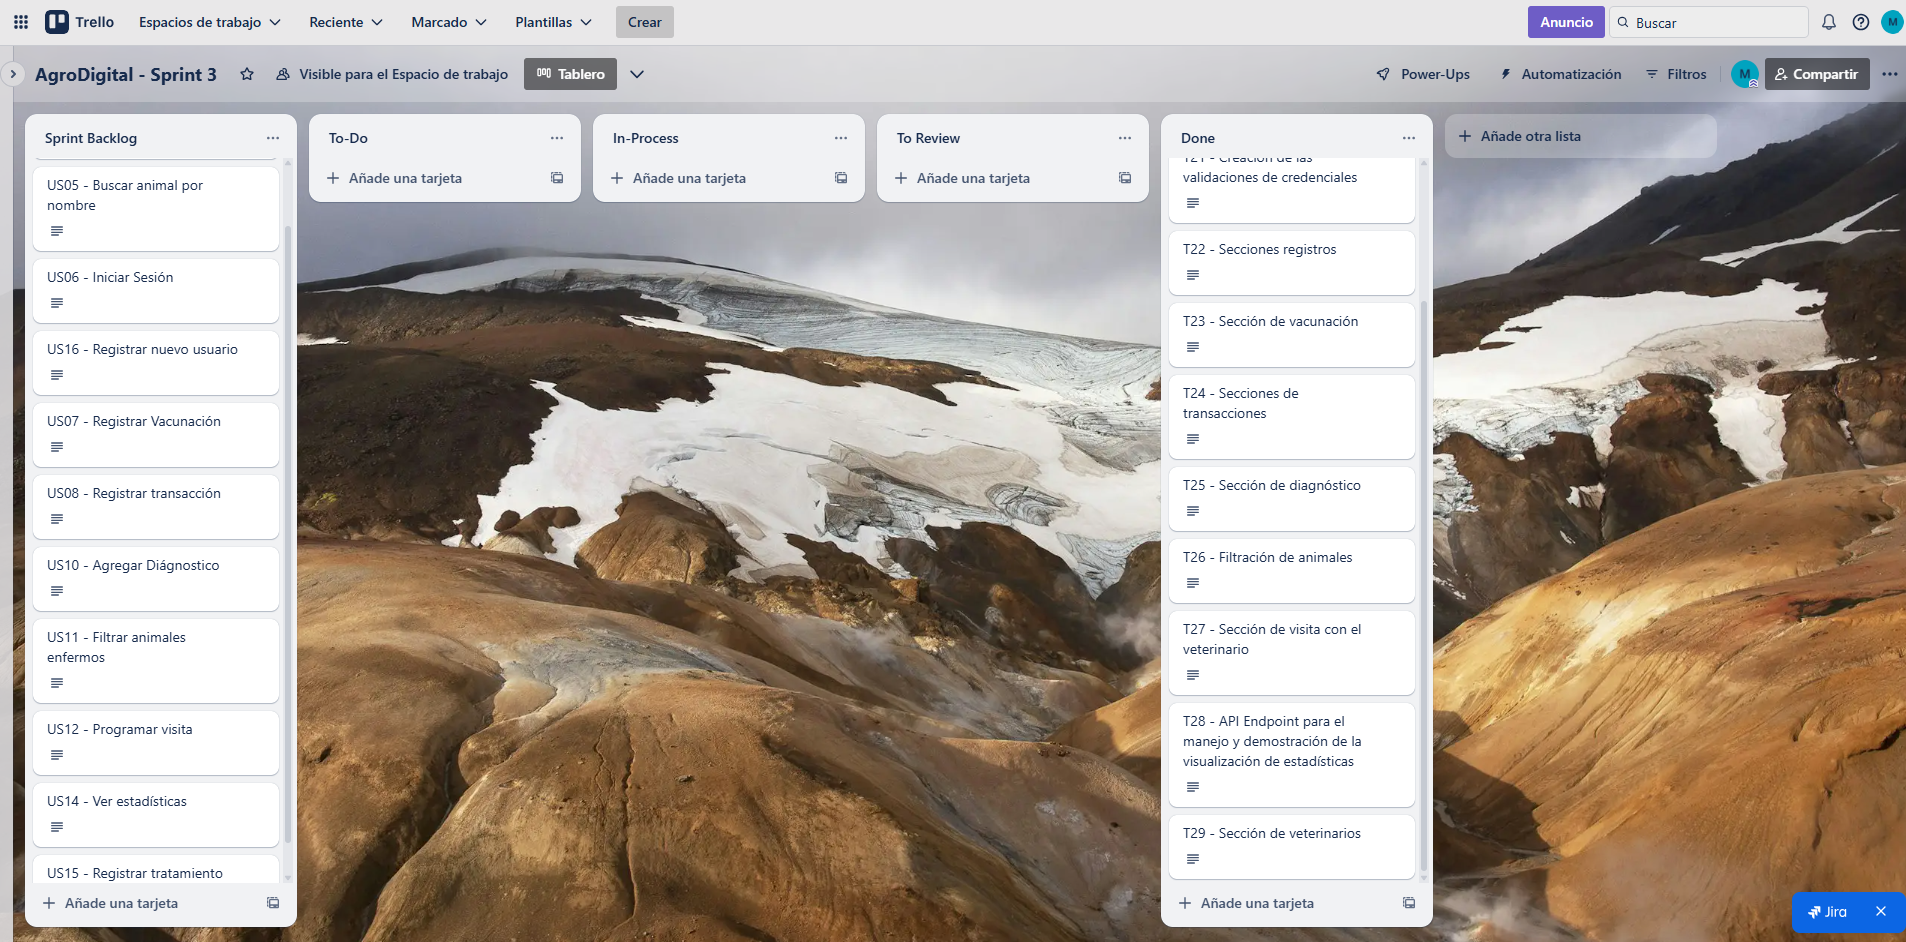 Trello
Espacios de trabajo
Reciente
Marcado
Plantillas
Crear
Anuncio
Buscar
M
AgroDigital - Sprint 3
Visible para el Espacio de trabajo
Tablero
Power-Ups
Automatización
Filtros
M
Compartir
Sprint Backlog
US05 - Buscar animal por
nombre
US06 - Iniciar Sesión
US16 - Registrar nuevo usuario
US07 - Registrar Vacunación
US08 - Registrar transacción
US10 - Agregar Diágnostico
US11 - Filtrar animales
enfermos
US12 - Programar visita
US14 - Ver estadísticas
US15 - Registrar tratamiento
Añade una tarjeta
To-Do
Añade una tarjeta
In-Process
Añade una tarjeta
To Review
Añade una tarjeta
Done
T21 - Creación de las
validaciones de credenciales
T22 - Secciones registros
T23 - Sección de vacunación
T24 - Secciones de
transacciones
T25 - Sección de diagnóstico
T26 - Filtración de animales
T27 - Sección de visita con el
veterinario
T28 - API Endpoint para el
manejo y demostración de la
visualización de estadísticas
T29 - Sección de veterinarios
Añade una tarjeta
Añade otra lista
Jira